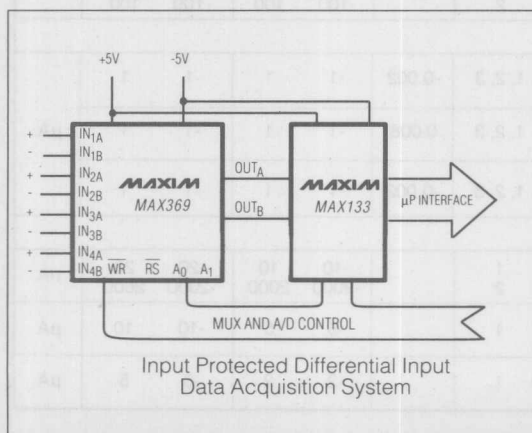 +5V -5V
+ IN1A
- IN1B
+ IN2A
- IN2B
+ IN3A
- IN3B
+ IN4A
- IN4B WR RS A0 A1
MAXIM
MAX369
OUTA
OUTB
MAXIM
MAX133
µP INTERFACE
MUX AND A/D CONTROL
Input Protected Differential Input
Data Acquisition System